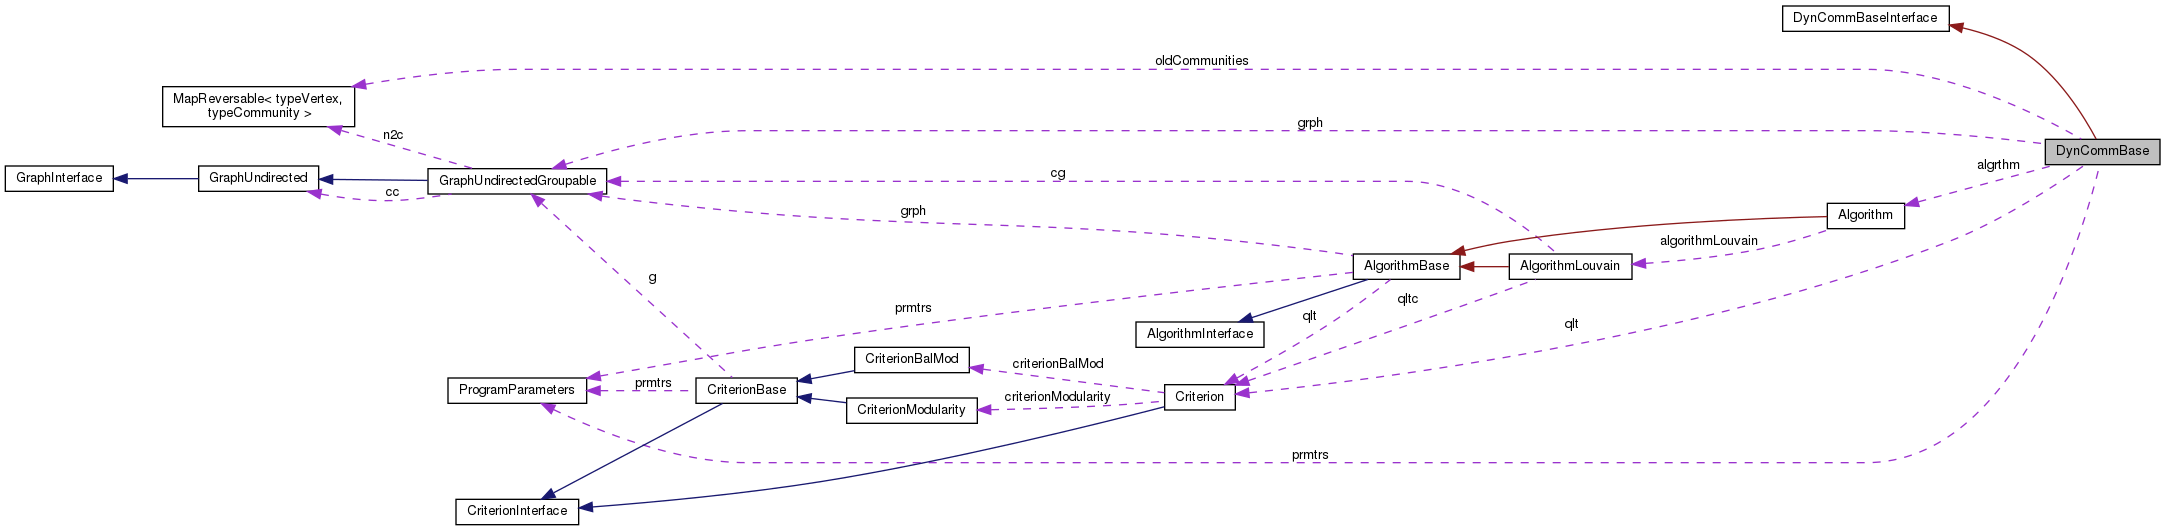 DynCommBaseInterface
oldCommunities
MapReversable< typeVertex,
typeCommunity >
grph
n2c
DynCommBase
algrthm
GraphInterface
GraphUndirected
GraphUndirectedGroupable
cg
cc
grph
Algorithm
algorithmLouvain
AlgorithmBase
AlgorithmLouvain
g
prmtrs
qltc
qlt
qlt
AlgorithmInterface
CriterionBalMod
criterionBalMod
ProgramParameters
prmtrs
CriterionBase
CriterionModularity
criterionModularity
Criterion
prmtrs
CriterionInterface